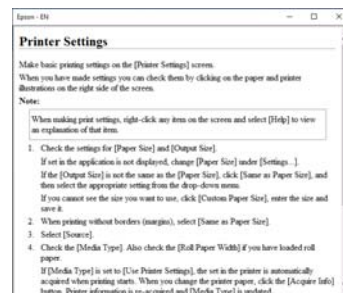 Epson - EN
Printer Settings
Make basic printing settings on the [Printer Settings] screen.
When you have made settings you can check them by clicking on the paper and printer
illustrations on the right side of the screen.
Note:
When making print settings, right-click any item on the screen and select [Help] to view
an explanation of that item.
1. Check the settings for [Paper Size] and [Output Size].
If set in the application is not displayed, change [Paper Size] under [Settings...].
If the [Output Size] is not the same as the [Paper Size], click [Same as Paper Size], and
then select the appropriate setting from the drop-down menu.
If you cannot see the size you want to use, click [Custom Paper Size], enter the size and
save it.
2. When printing without borders (margins), select [Same as Paper Size].
3. Select [Source].
4. Check the [Media Type]. Also check the [Roll Paper Width] if you have loaded roll
paper.
If [Media Type] is set to [Use Printer Settings], the set in the printer is automatically
acquired when printing starts. When you change the printer paper, click the [Acquire Info]
button. Printer information is re-acquired and [Media Type] is updated.